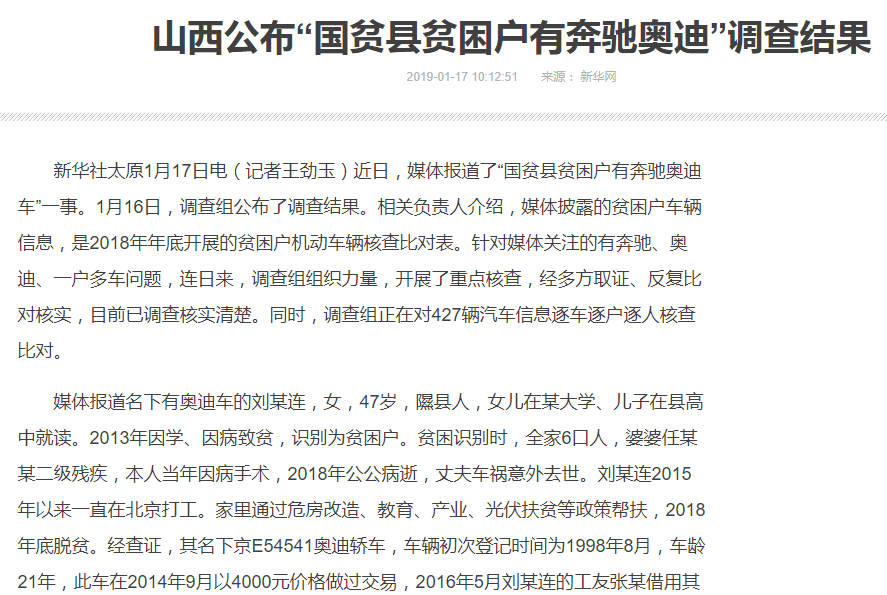 山西公布“国贫县贫困户有奔驰奥迪”调查结果
2019-01-17 10:12:51 来源： 新华网
新华社太原1月17日电（记者王劲玉）近日，媒体报道了“国贫县贫困户有奔驰奥迪
车”一事。1月16日，调查组公布了调查结果。相关负责人介绍，媒体披露的贫困户车辆
信息，是2018年年底开展的贫困户机动车辆核查比对表。针对媒体关注的有奔驰、奥
迪、一户多车问题，连日来，调查组组织力量，开展了重点核查，经多方取证、反复比
对核实，目前已调查核实清楚。同时，调查组正在对427辆汽车信息逐车逐户逐人核查
比对。
媒体报道名下有奥迪车的刘某连，女，47岁，隰县人，女儿在某大学、儿子在县高
中就读。2013年因学、因病致贫，识别为贫困户。贫困识别时，全家6口人，婆婆任某
某二级残疾，本人当年因病手术，2018年公公病逝，丈夫车祸意外去世。刘某连2015
年以来一直在北京打工。家里通过危房改造、教育、产业、光伏扶贫等政策帮扶，2018
年底脱贫。经查证，其名下京E54541奥迪轿车，车辆初次登记时间为1998年8月，车龄
21年，此车在2014年9月以4000元价格做过交易，2016年5月刘某连的工友张某借用其